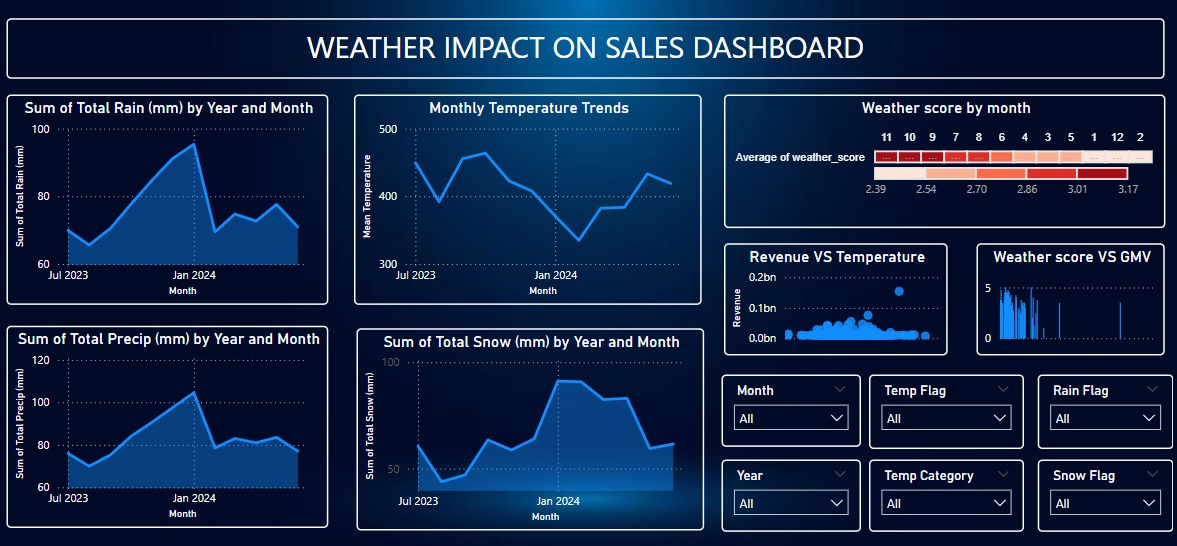 WEATHER IMPACT ON SALES DASHBOARD
Sum of Total Rain (mm) by Year and Month
100
80
60
Sum of Total Rain (mm)
Jul 2023
Jan 2024
Month
Monthly Temperature Trends
500
400
300
Mean Temperature
Jul 2023
Jan 2024
Month
Weather score by month
11 10 9 7 8 6 4 3 5 1 12 2
Average of weather_score
... ... ... ... ... ... ... ... ... ... ... ...
2.39 2.54 2.70 2.86 3.01 3.17
Revenue VS Temperature
0.2bn
0.1bn
0.0bn
Revenue
Weather score VS GMV
5
0
Sum of Total Precip (mm) by Year and Month
120
100
80
60
Sum of Total Precip (mm)
Jul 2023
Jan 2024
Month
Sum of Total Snow (mm) by Year and Month
100
50
Sum of Total Snow (mm)
Jul 2023
Jan 2024
Month
Month
All
Temp Flag
All
Rain Flag
All
Year
All
Temp Category
All
Snow Flag
All